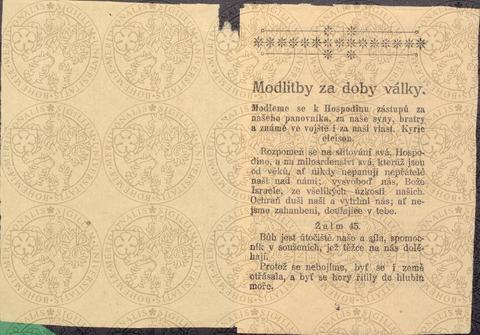 Modlitby za doby války.
Modleme se k Hospodinu zástupů za
našeho panovníka, za naše syny, bratry
a známé ve vojště i za naši vlast. Kyrie
eleison.
Rozpomeň se na slitování svá, Hospo-
dine, a na milosrdenství svá, kteráž jsou
od věků, ať nikdy nepanují nepřátelé
naši nad námi; vysvoboď nás, Bože
Israele, ze všelikých úzkostí našich.
Ochraň duši naši a vytrhni nás; ať ne-
jsme zahanbeni, doufajíce v tebe.
Žalm 45.
Bůh jest útočiště naše a síla, spomoc-
ník v souženích, jež těžce na nás dolé-
hají.
Protož se nebojíme, byť se i země
otřásala, a byť se hory řítily do hlubin
moře.